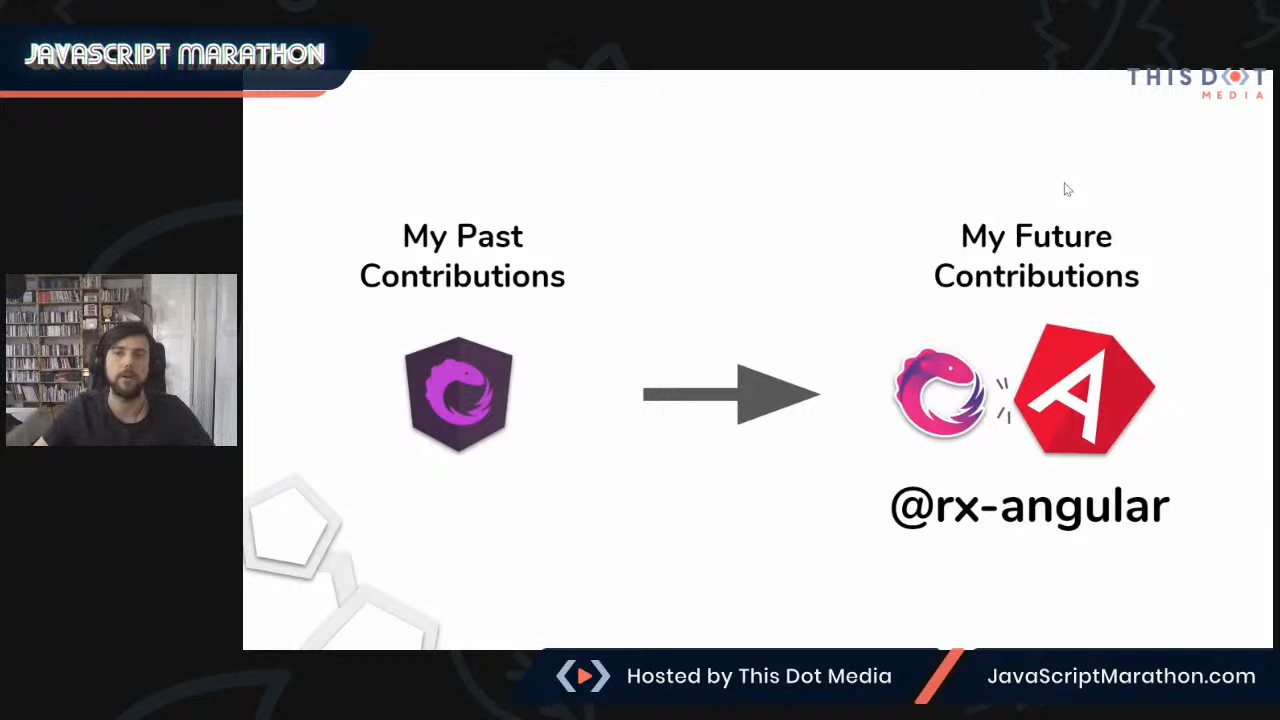 JAVASCRIPT MARATHON
THIS DOT
MEDIA
My Past
Contributions
My Future
Contributions
A
@rx-angular
Hosted by This Dot Media
JavaScriptMarathon.com